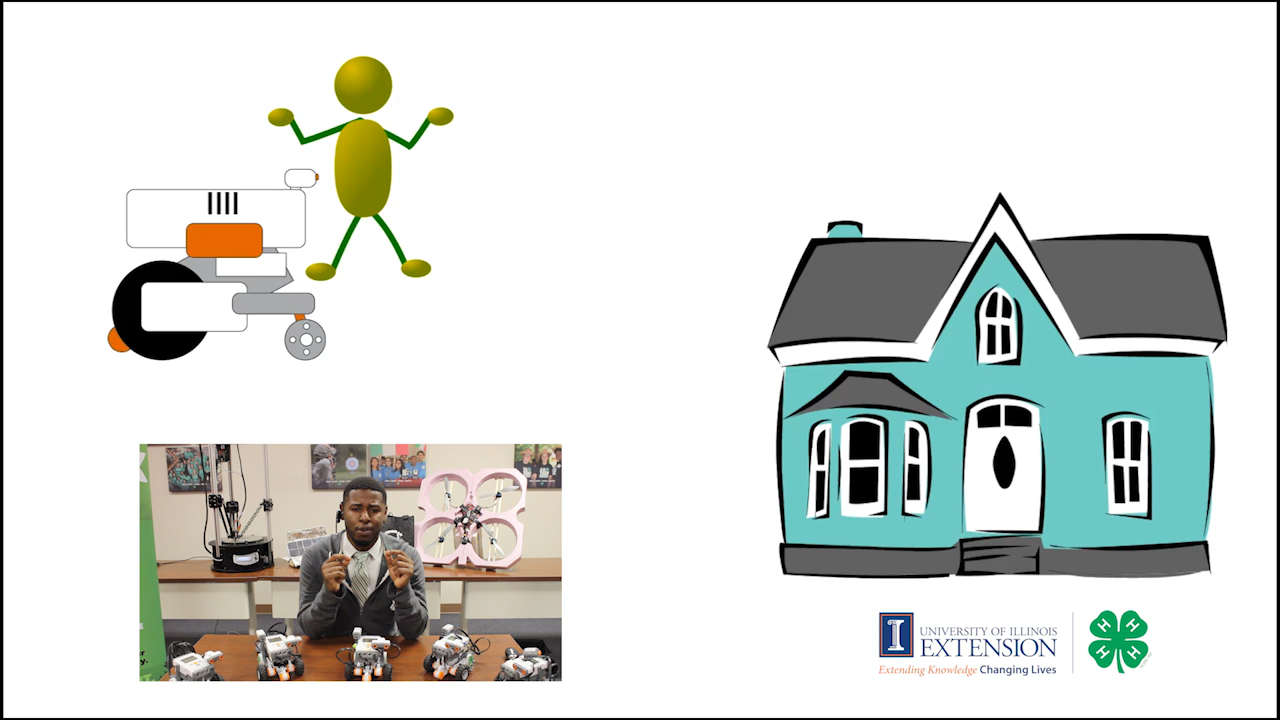 I UNIVERSITY OF ILLINOIS
EXTENSION
Extending Knowledge Changing Lives
H H
H H